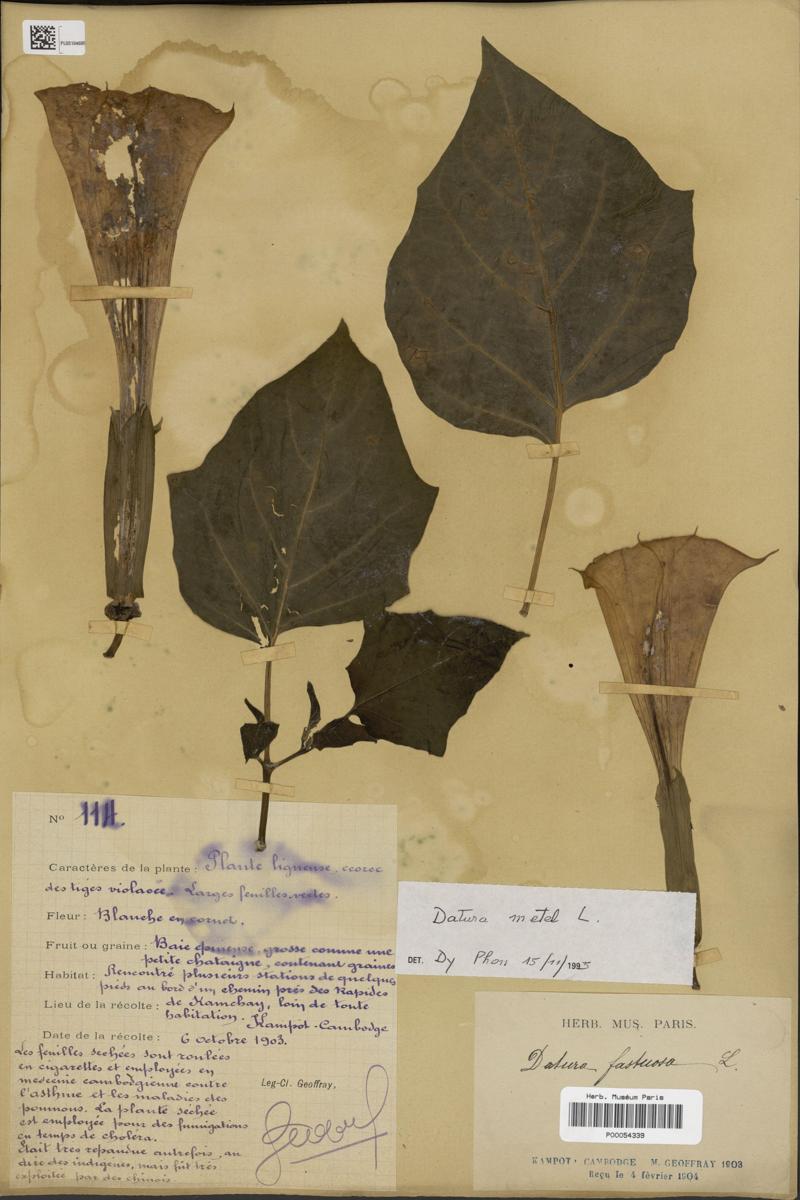 Nº 114.
Caractères de la plante : Plante ligneuse, ecorce
des tiges violacée. Larges feuilles vertes.
Fleur : Blanche en cornet.
Fruit ou graine : Baie épineuse, grosse comme une
petite chataigne, contenant graines
Habitat : Rencontré plusieurs stations de quelques
pieds au bord d'un chemin près des Rapides
Lieu de la récolte : de Kamchay, loin de toute
habitation. Kampot - Cambodge
Date de la récolte : 6 octobre 1903.
Les feuilles sechées sont roulées
en cigarettes et employées en
medecine cambodgienne contre
l'asthme et les maladies des
poumons. La plante sechée
est employée pour des fumigations
en temps de choléra.
Etait très repandue autrefois, au
dire des indigènes, mais fut très
exploitée par des chinois.
Leg-Cl. Geoffray,
Datura metel L.
DET. Dy Phon 15/11/1995
HERB. MUS. PARIS.
Datura fastuosa L.
Herb. Muséum Paris
P00054339
KAMPOT : CAMBODGE M. GEOFFRAY 1903
Reçu le 4 février 1904